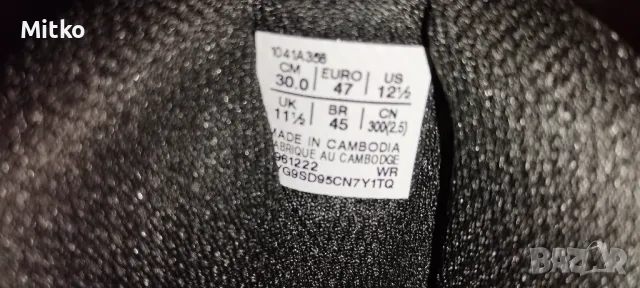 Mitko
1041A358
CM EURO US
30.0 47 12½
UK BR CN
11½ 45 300(2.5)
MADE IN CAMBODIA
FABRIQUE AU CAMBODGE
961222 WR
YG9SD95CN7Y1TQ
BAZAR